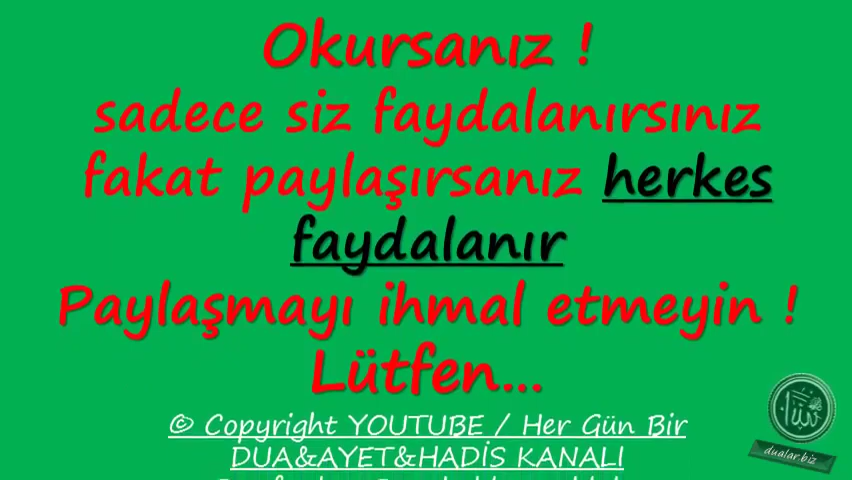 Okursanız !
sadece siz faydalanırsınız
fakat paylaşırsanız herkes
faydalanır
Paylaşmayı ihmal etmeyin !
Lütfen...
© Copyright YOUTUBE / Her Gün Bir
DUA&AYET&HADİS KANALI
dualar.biz